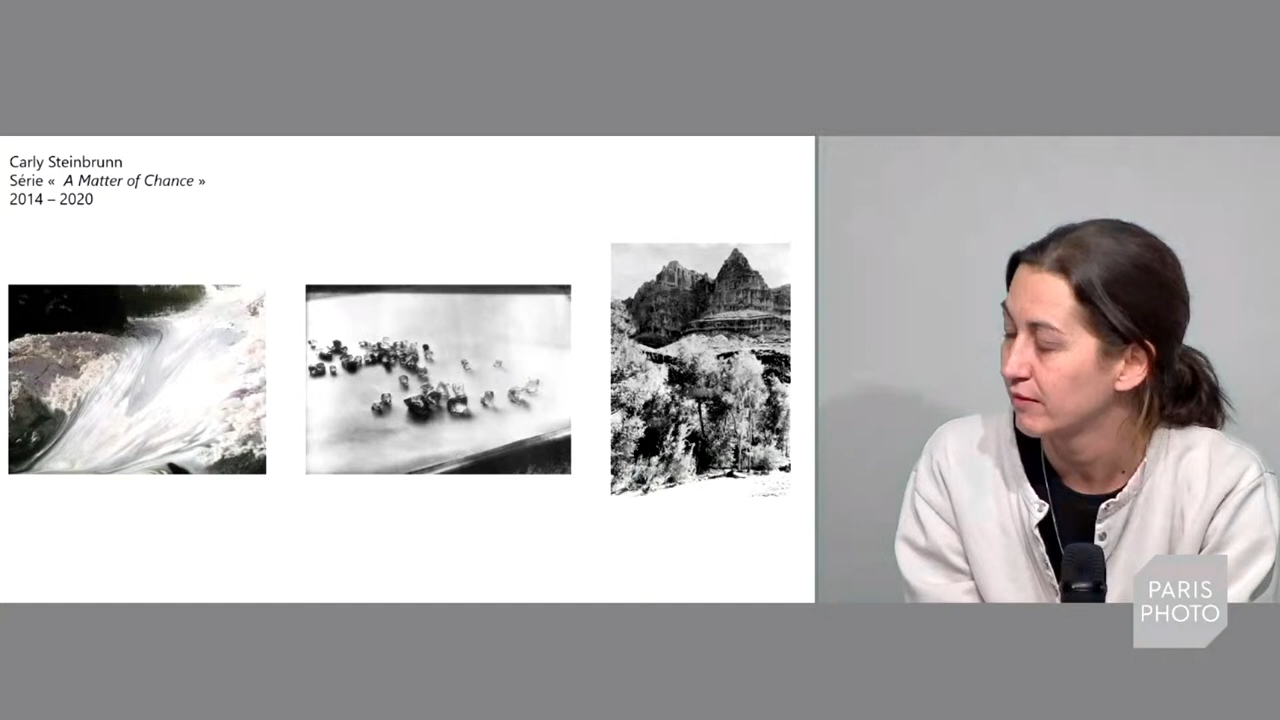 Carly Steinbrunn
Série «  A Matter of Chance »
2014 – 2020
PARIS
PHOTO